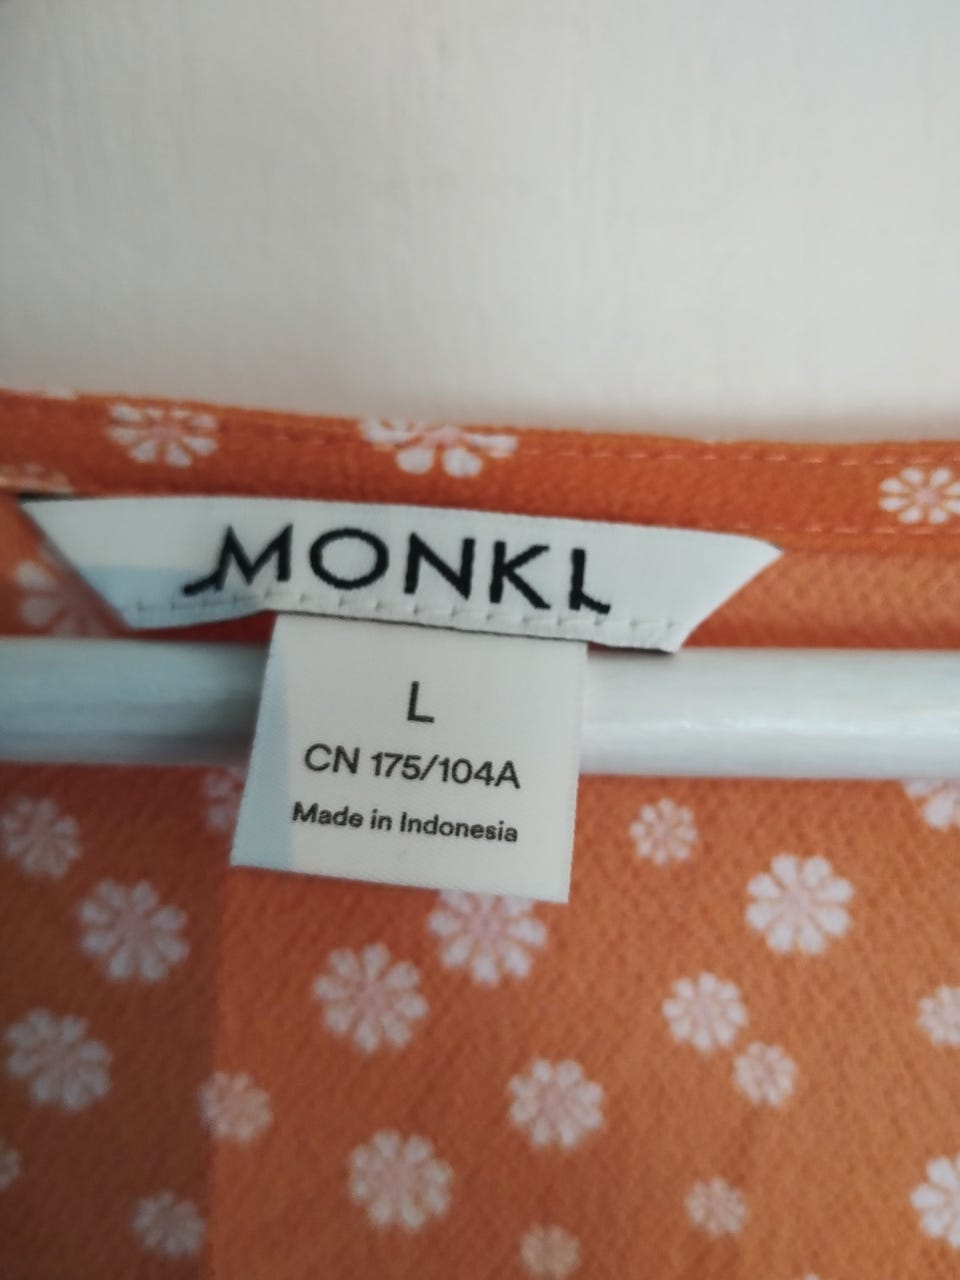 MONKI
L
CN 175/104A
Made in Indonesia